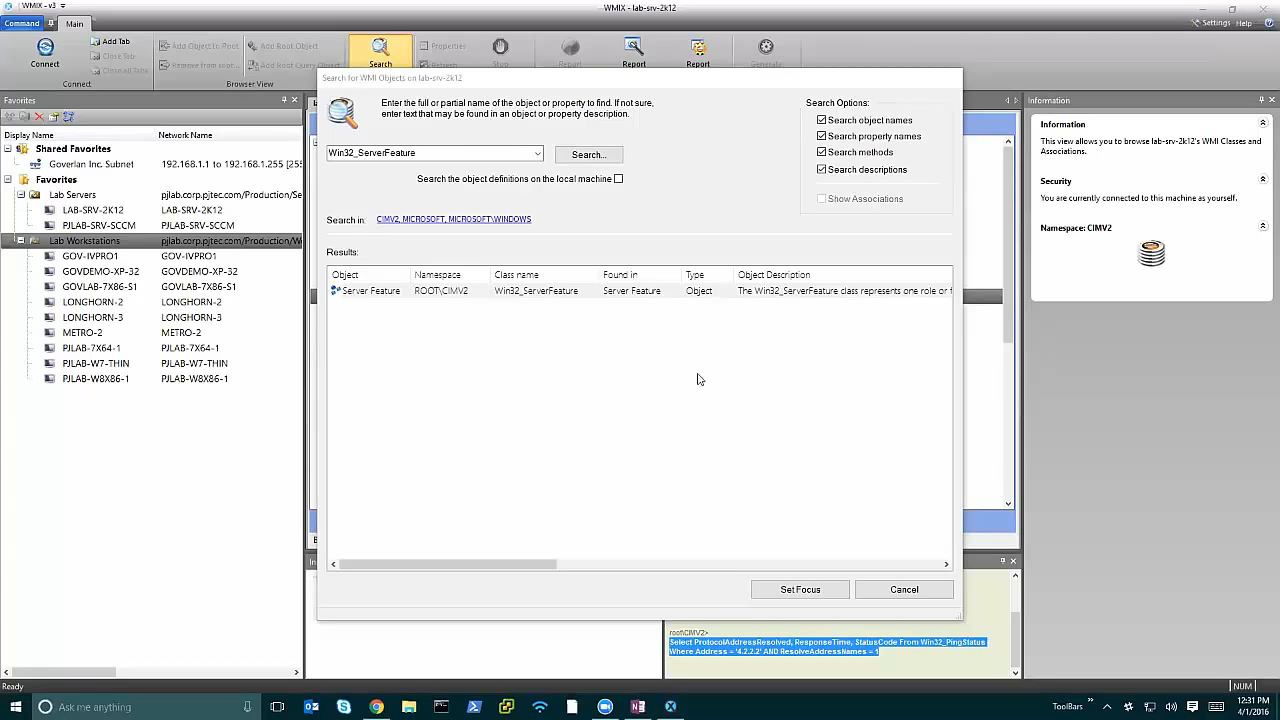 WMIX - v3
WMIX - lab-srv-2k12
Command
Main
Settings Help
Connect
Add Tab
Close Tab
Close All Tabs
Connect
Add Object In Root
Remove from root...
Add Root Object
Add Root Query Object
Browser View
Search
Properties
Refresh
Stop
Report
Report
Report
Generate
Favorites
Display Name Network Name
Shared Favorites
Goverlan Inc. Subnet 192.168.1.1 to 192.168.1.255 [255
Favorites
Lab Servers pjlab.corp.pjtec.com/Production/Se
LAB-SRV-2K12 LAB-SRV-2K12
PJLAB-SRV-SCCM PJLAB-SRV-SCCM
Lab Workstations pjlab.corp.pjtec.com/Production/W
GOV-IVPRO1 GOV-IVPRO1
GOVDEMO-XP-32 GOVDEMO-XP-32
GOVLAB-7X86-S1 GOVLAB-7X86-S1
LONGHORN-2 LONGHORN-2
LONGHORN-3 LONGHORN-3
METRO-2 METRO-2
PJLAB-7X64-1 PJLAB-7X64-1
PJLAB-W7-THIN PJLAB-W7-THIN
PJLAB-W8X86-1 PJLAB-W8X86-1
Search for WMI Objects on lab-srv-2k12
Enter the full or partial name of the object or property to find. If not sure,
enter text that may be found in an object or property description.
Win32_ServerFeature
Search...
Search the object definitions on the local machine
Search in: CIMV2, MICROSOFT, MICROSOFT\WINDOWS
Search Options:
Search object names
Search property names
Search methods
Search descriptions
Show Associations
Results:
Object Namespace Class name Found in Type Object Description
Server Feature ROOT\CIMV2 Win32_ServerFeature Server Feature Object The Win32_ServerFeature class represents one role or f
Set Focus
Cancel
Information
Information
This view allows you to browse lab-srv-2k12's WMI Classes and
Associations.
Security
You are currently connected to this machine as yourself.
Namespace: CIMV2
root\CIMV2>
Select ProtocolAddressResolved, ResponseTime, StatusCode From Win32_PingStatus
Where Address = '4.2.2.2' AND ResolveAddressNames = 1
Ready
NUM
Ask me anything
ToolBars
12:31 PM
4/1/2016